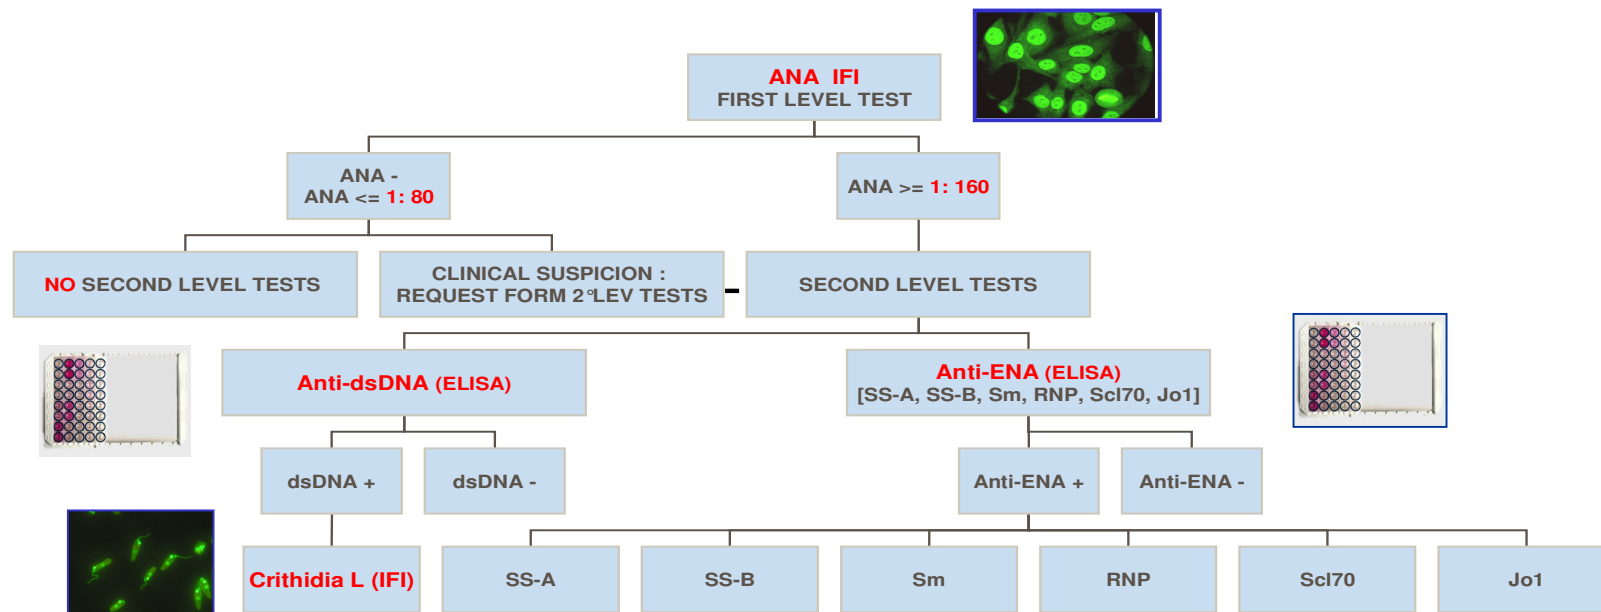 ANA IFI
FIRST LEVEL TEST
ANA -
ANA <= 1: 80
ANA >= 1: 160
NO SECOND LEVEL TESTS
CLINICAL SUSPICION :
REQUEST FORM 2°LEV TESTS
-
SECOND LEVEL TESTS
Anti-dsDNA (ELISA)
Anti-ENA (ELISA)
[SS-A, SS-B, Sm, RNP, Scl70, Jo1]
dsDNA +
dsDNA -
Anti-ENA +
Anti-ENA -
Crithidia L (IFI)
SS-A
SS-B
Sm
RNP
Scl70
Jo1